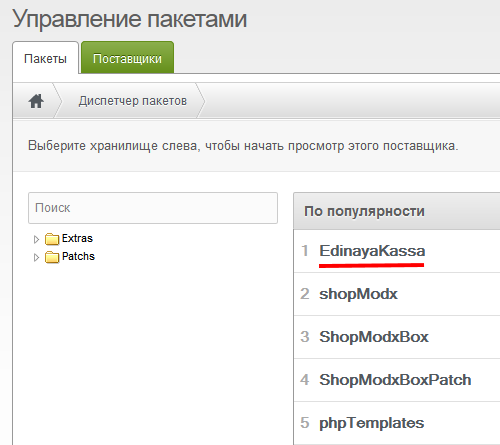 Управление пакетами
Пакеты
Поставщики
Диспетчер пакетов
Выберите хранилище слева, чтобы начать просмотр этого поставщика.
Поиск
Extras
Patchs
По популярности
1 EdinayaKassa
2 shopModx
3 ShopModxBox
4 ShopModxBoxPatch
5 phpTemplates